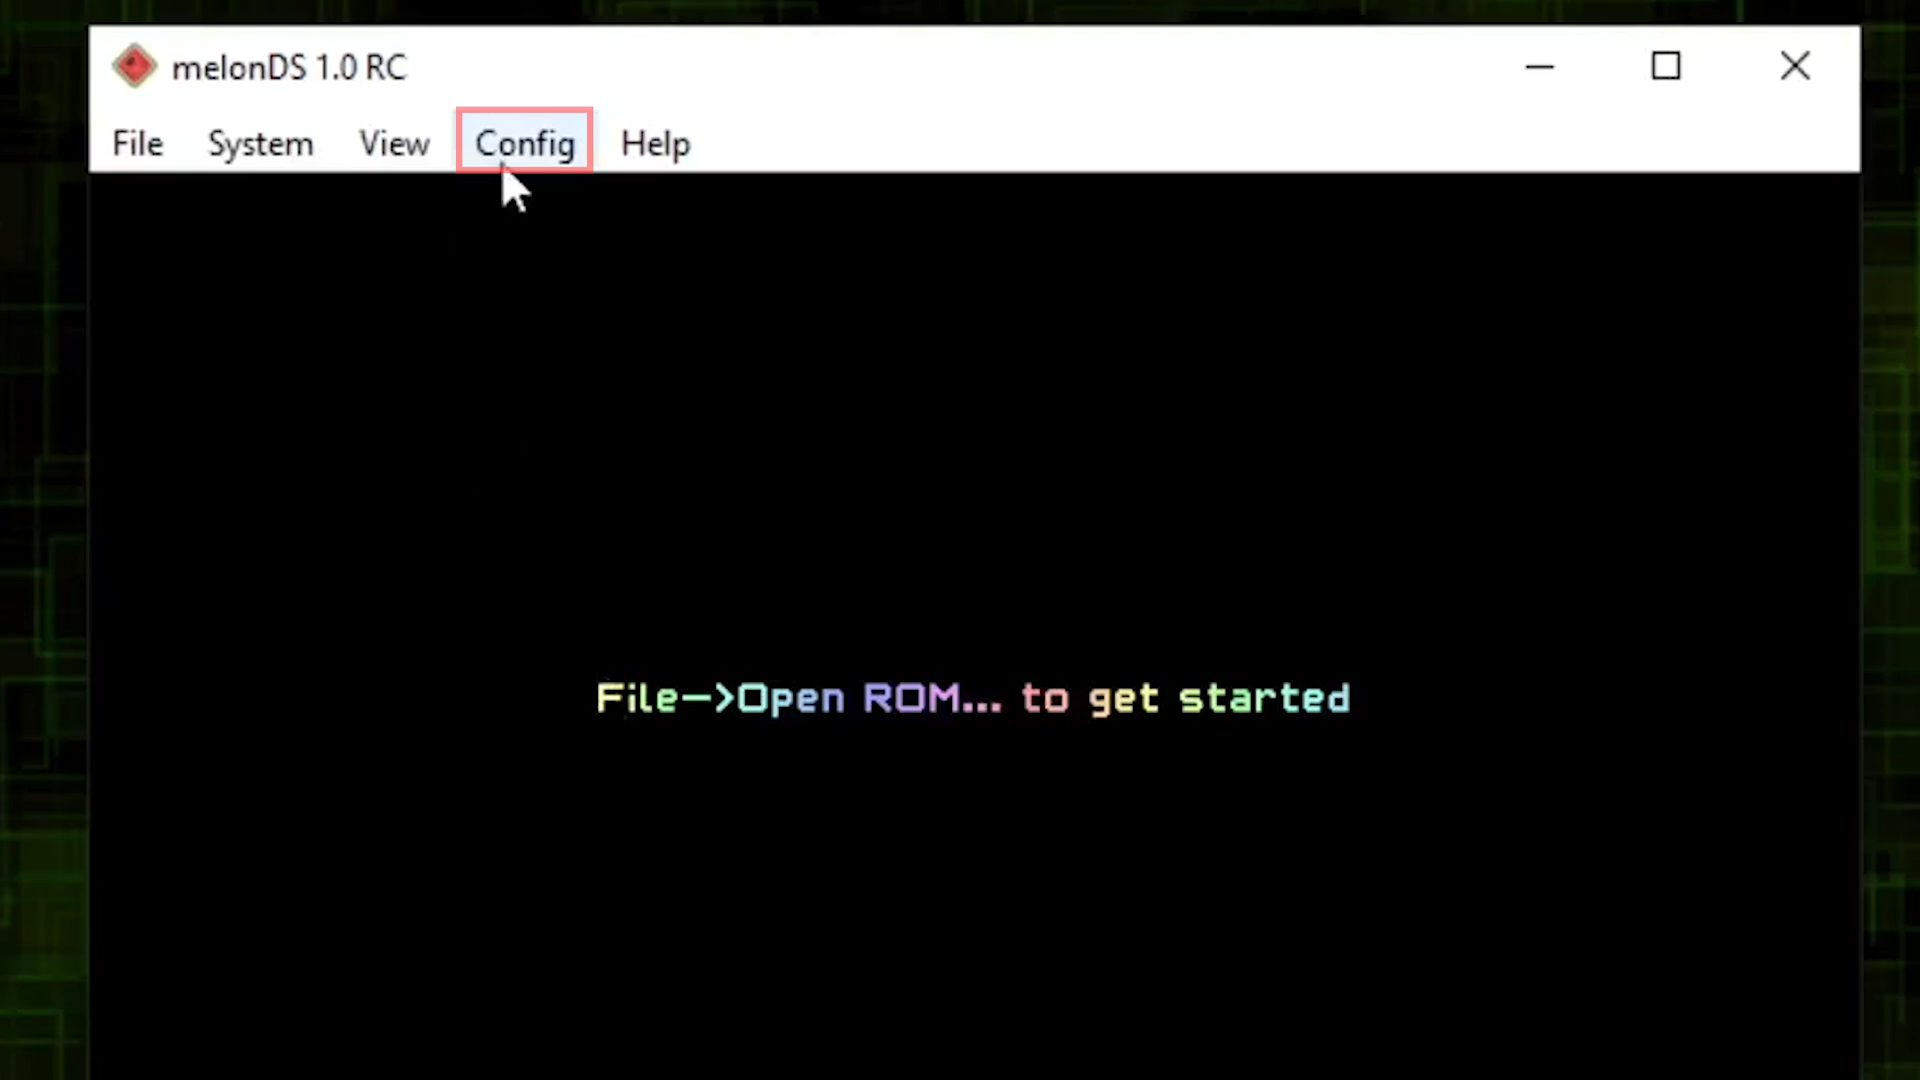 melonDS 1.0 RC
File System View Config Help
File->Open ROM... to get started